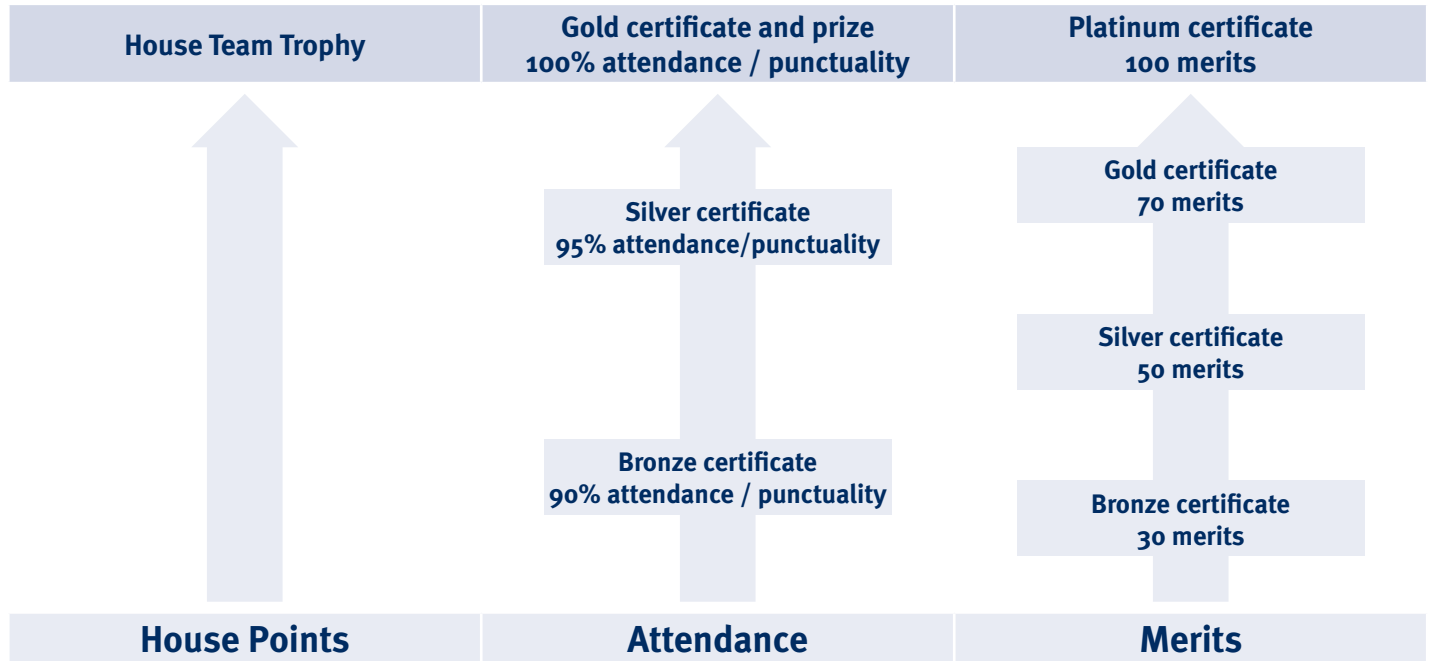 House Team Trophy
Gold certificate and prize
100% attendance / punctuality
Platinum certificate
100 merits
Gold certificate
70 merits
Silver certificate
95% attendance/punctuality
Silver certificate
50 merits
Bronze certificate
90% attendance / punctuality
Bronze certificate
30 merits
House Points
Attendance
Merits